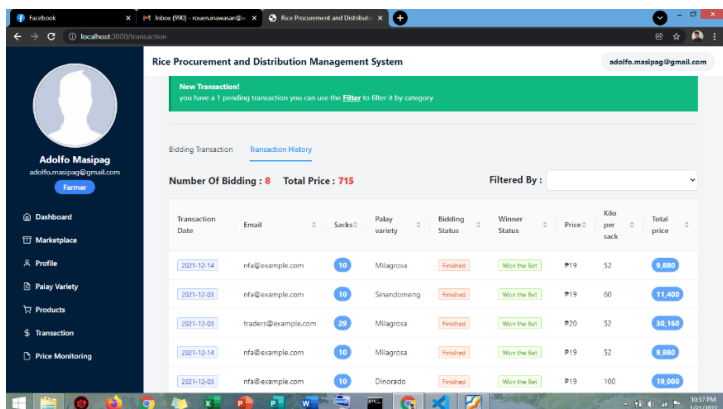 Facebook
Inbox (990) - rouerunawasan@
Rice Procurement and Distributi
localhost:3000/transaction
Rice Procurement and Distribution Management System
adolfo.masipag@gmail.com
Adolfo Masipag
adolfo.masipag@gmail.com
Farmer
Dashboard
Marketplace
Profile
Palay Variety
Products
Transaction
Price Monitoring
New Transaction!
you have a 1 pending transaction you can use the Filter to filter it by category
Bidding Transaction Transaction History
Number Of Bidding : 8 Total Price : 715 Filtered By :
Transaction Date Email Sacks Palay variety Bidding Status Winner Status Price Kilo per sack Total price
2021-12-14 nfa@example.com 10 Milagrosa Finished Won the Bet ₱19 52 9,880
2021-12-03 nfa@example.com 10 Sinandomeng Finished Won the Bet ₱19 60 11,400
2021-12-03 traders@example.com 29 Milagrosa Finished Won the Bet ₱20 52 30,160
2021-12-14 nfa@example.com 10 Milagrosa Finished Won the Bet ₱19 52 9,880
2021-12-03 nfa@example.com 10 Dinorado Finished Won the Bet ₱19 100 19,000
10:57 PM